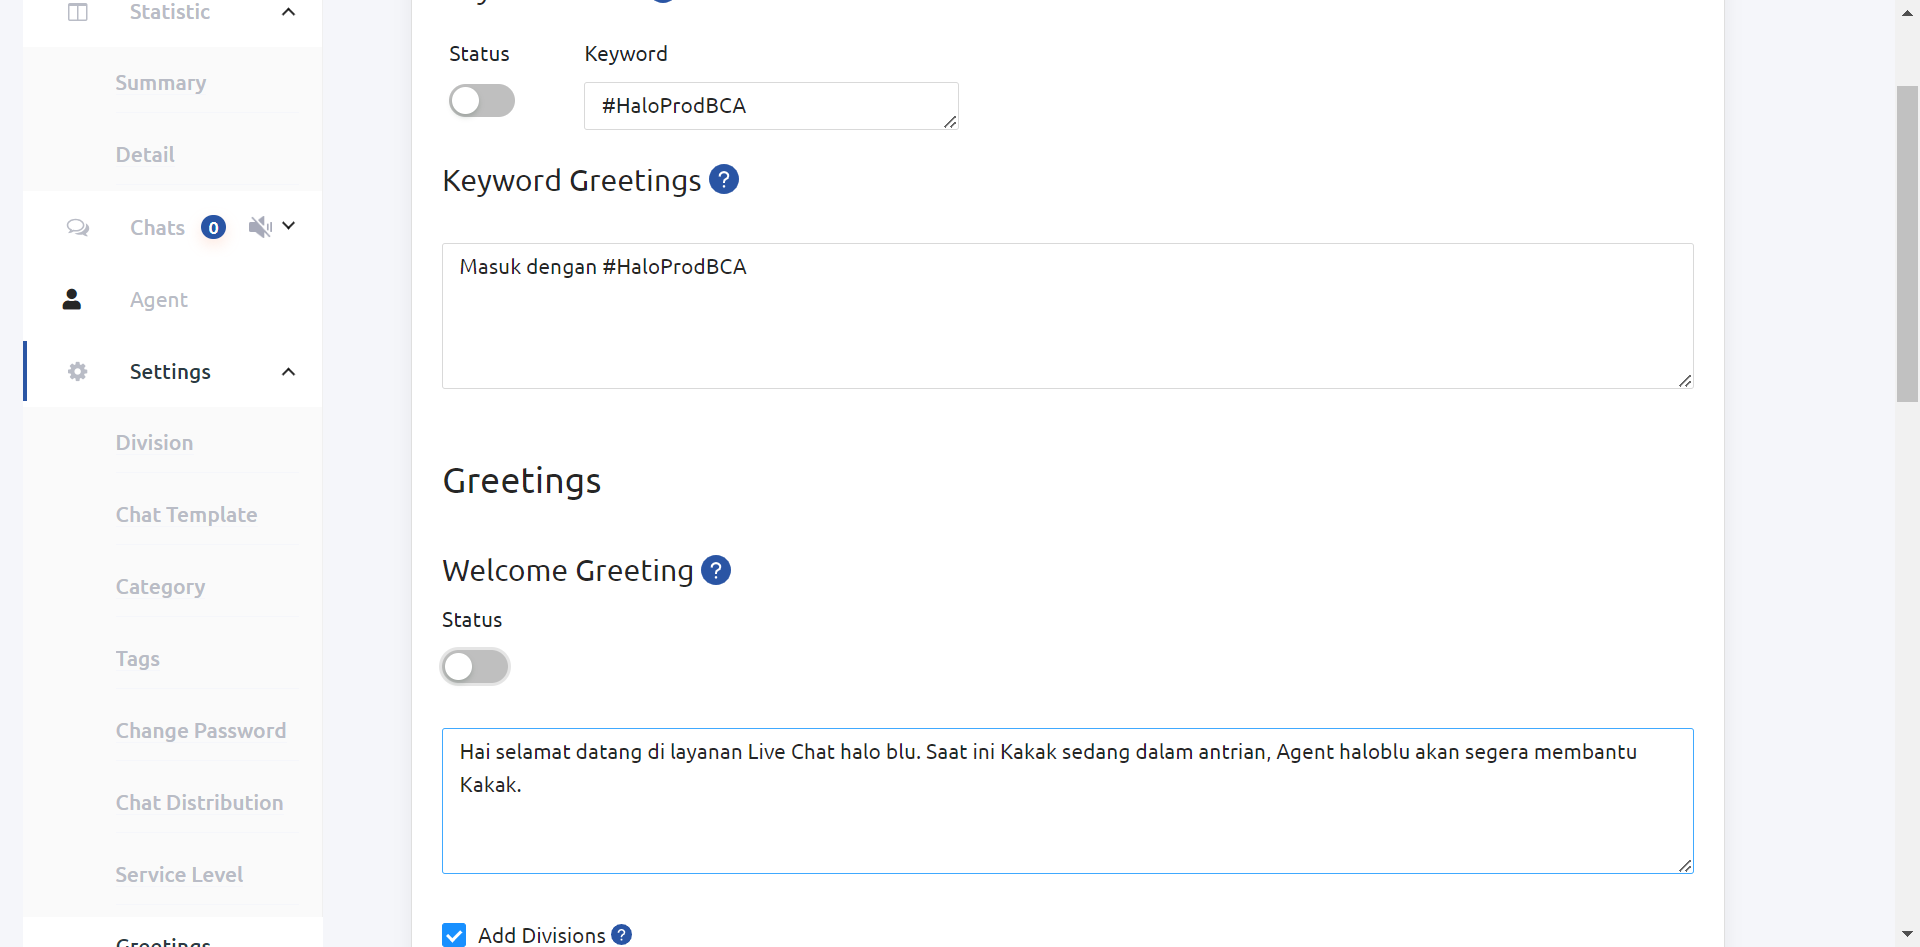 Statistic
Summary
Detail
Chats 0
Agent
Settings
Division
Chat Template
Category
Tags
Change Password
Chat Distribution
Service Level
Greetings
Status
Keyword
#HaloProdBCA
Keyword Greetings ?
Masuk dengan #HaloProdBCA
Greetings
Welcome Greeting ?
Status
Hai selamat datang di layanan Live Chat halo blu. Saat ini Kakak sedang dalam antrian, Agent haloblu akan segera membantu
Kakak.
Add Divisions ?